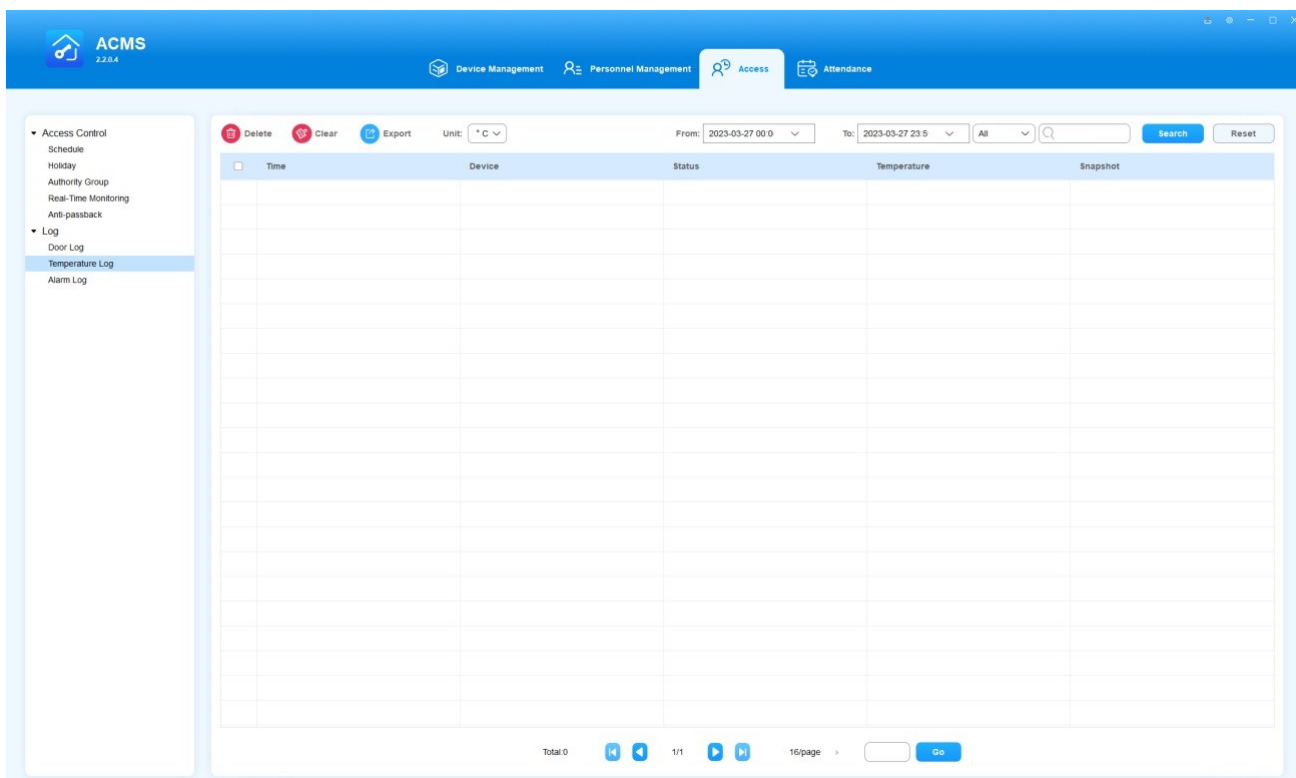 ACMS
2.2.0.4
Device Management
Personnel Management
Access
Attendance
Access Control
Schedule
Holiday
Authority Group
Real-Time Monitoring
Anti-passback
Log
Door Log
Temperature Log
Alarm Log
Delete Clear Export Unit: ° C From: 2023-03-27 00:0 To: 2023-03-27 23:5 All Search Reset
Time Device Status Temperature Snapshot
Total:0 1/1 16/page Go